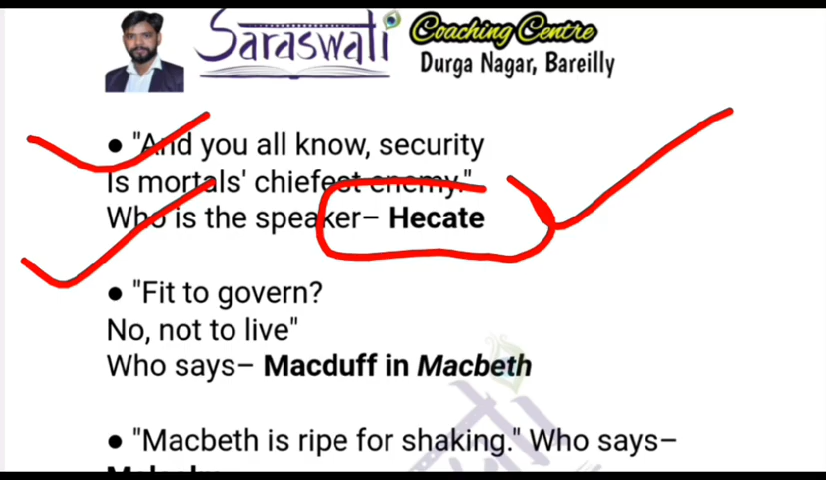 Saraswati Coaching Centre
Durga Nagar, Bareilly
● "And you all know, security
Is mortals' chiefest enemy."
Who is the speaker– Hecate
● "Fit to govern?
No, not to live"
Who says– Macduff in Macbeth
● "Macbeth is ripe for shaking." Who says–